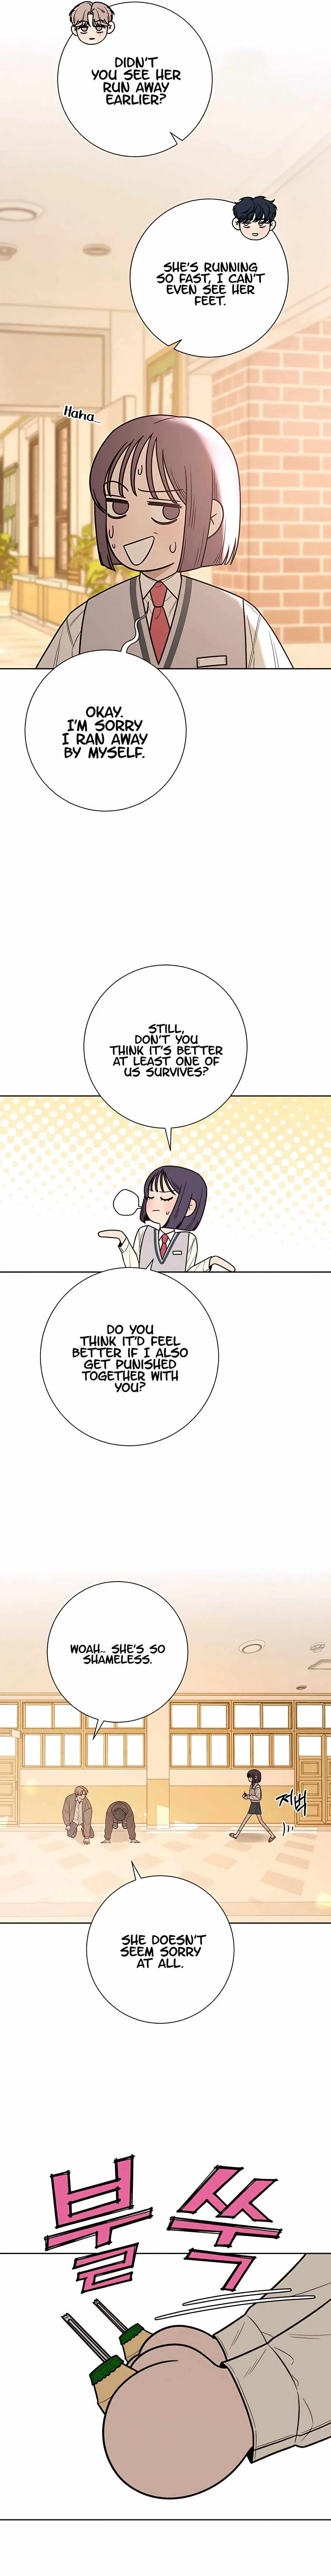 DIDN'T
YOU SEE HER
RUN AWAY
EARLIER?
SHE'S RUNNING
SO FAST, I CAN'T
EVEN SEE HER
FEET.
Haha...
OKAY.
I'M SORRY
I RAN AWAY
BY MYSELF.
STILL,
DON'T YOU
THINK IT'S BETTER
AT LEAST ONE OF
US SURVIVES?
DO YOU
THINK IT'D FEEL
BETTER IF I ALSO
GET PUNISHED
TOGETHER WITH
YOU?
WOAH... SHE'S SO
SHAMELESS.
저벅
SHE DOESN'T
SEEM SORRY
AT ALL.
불쑥